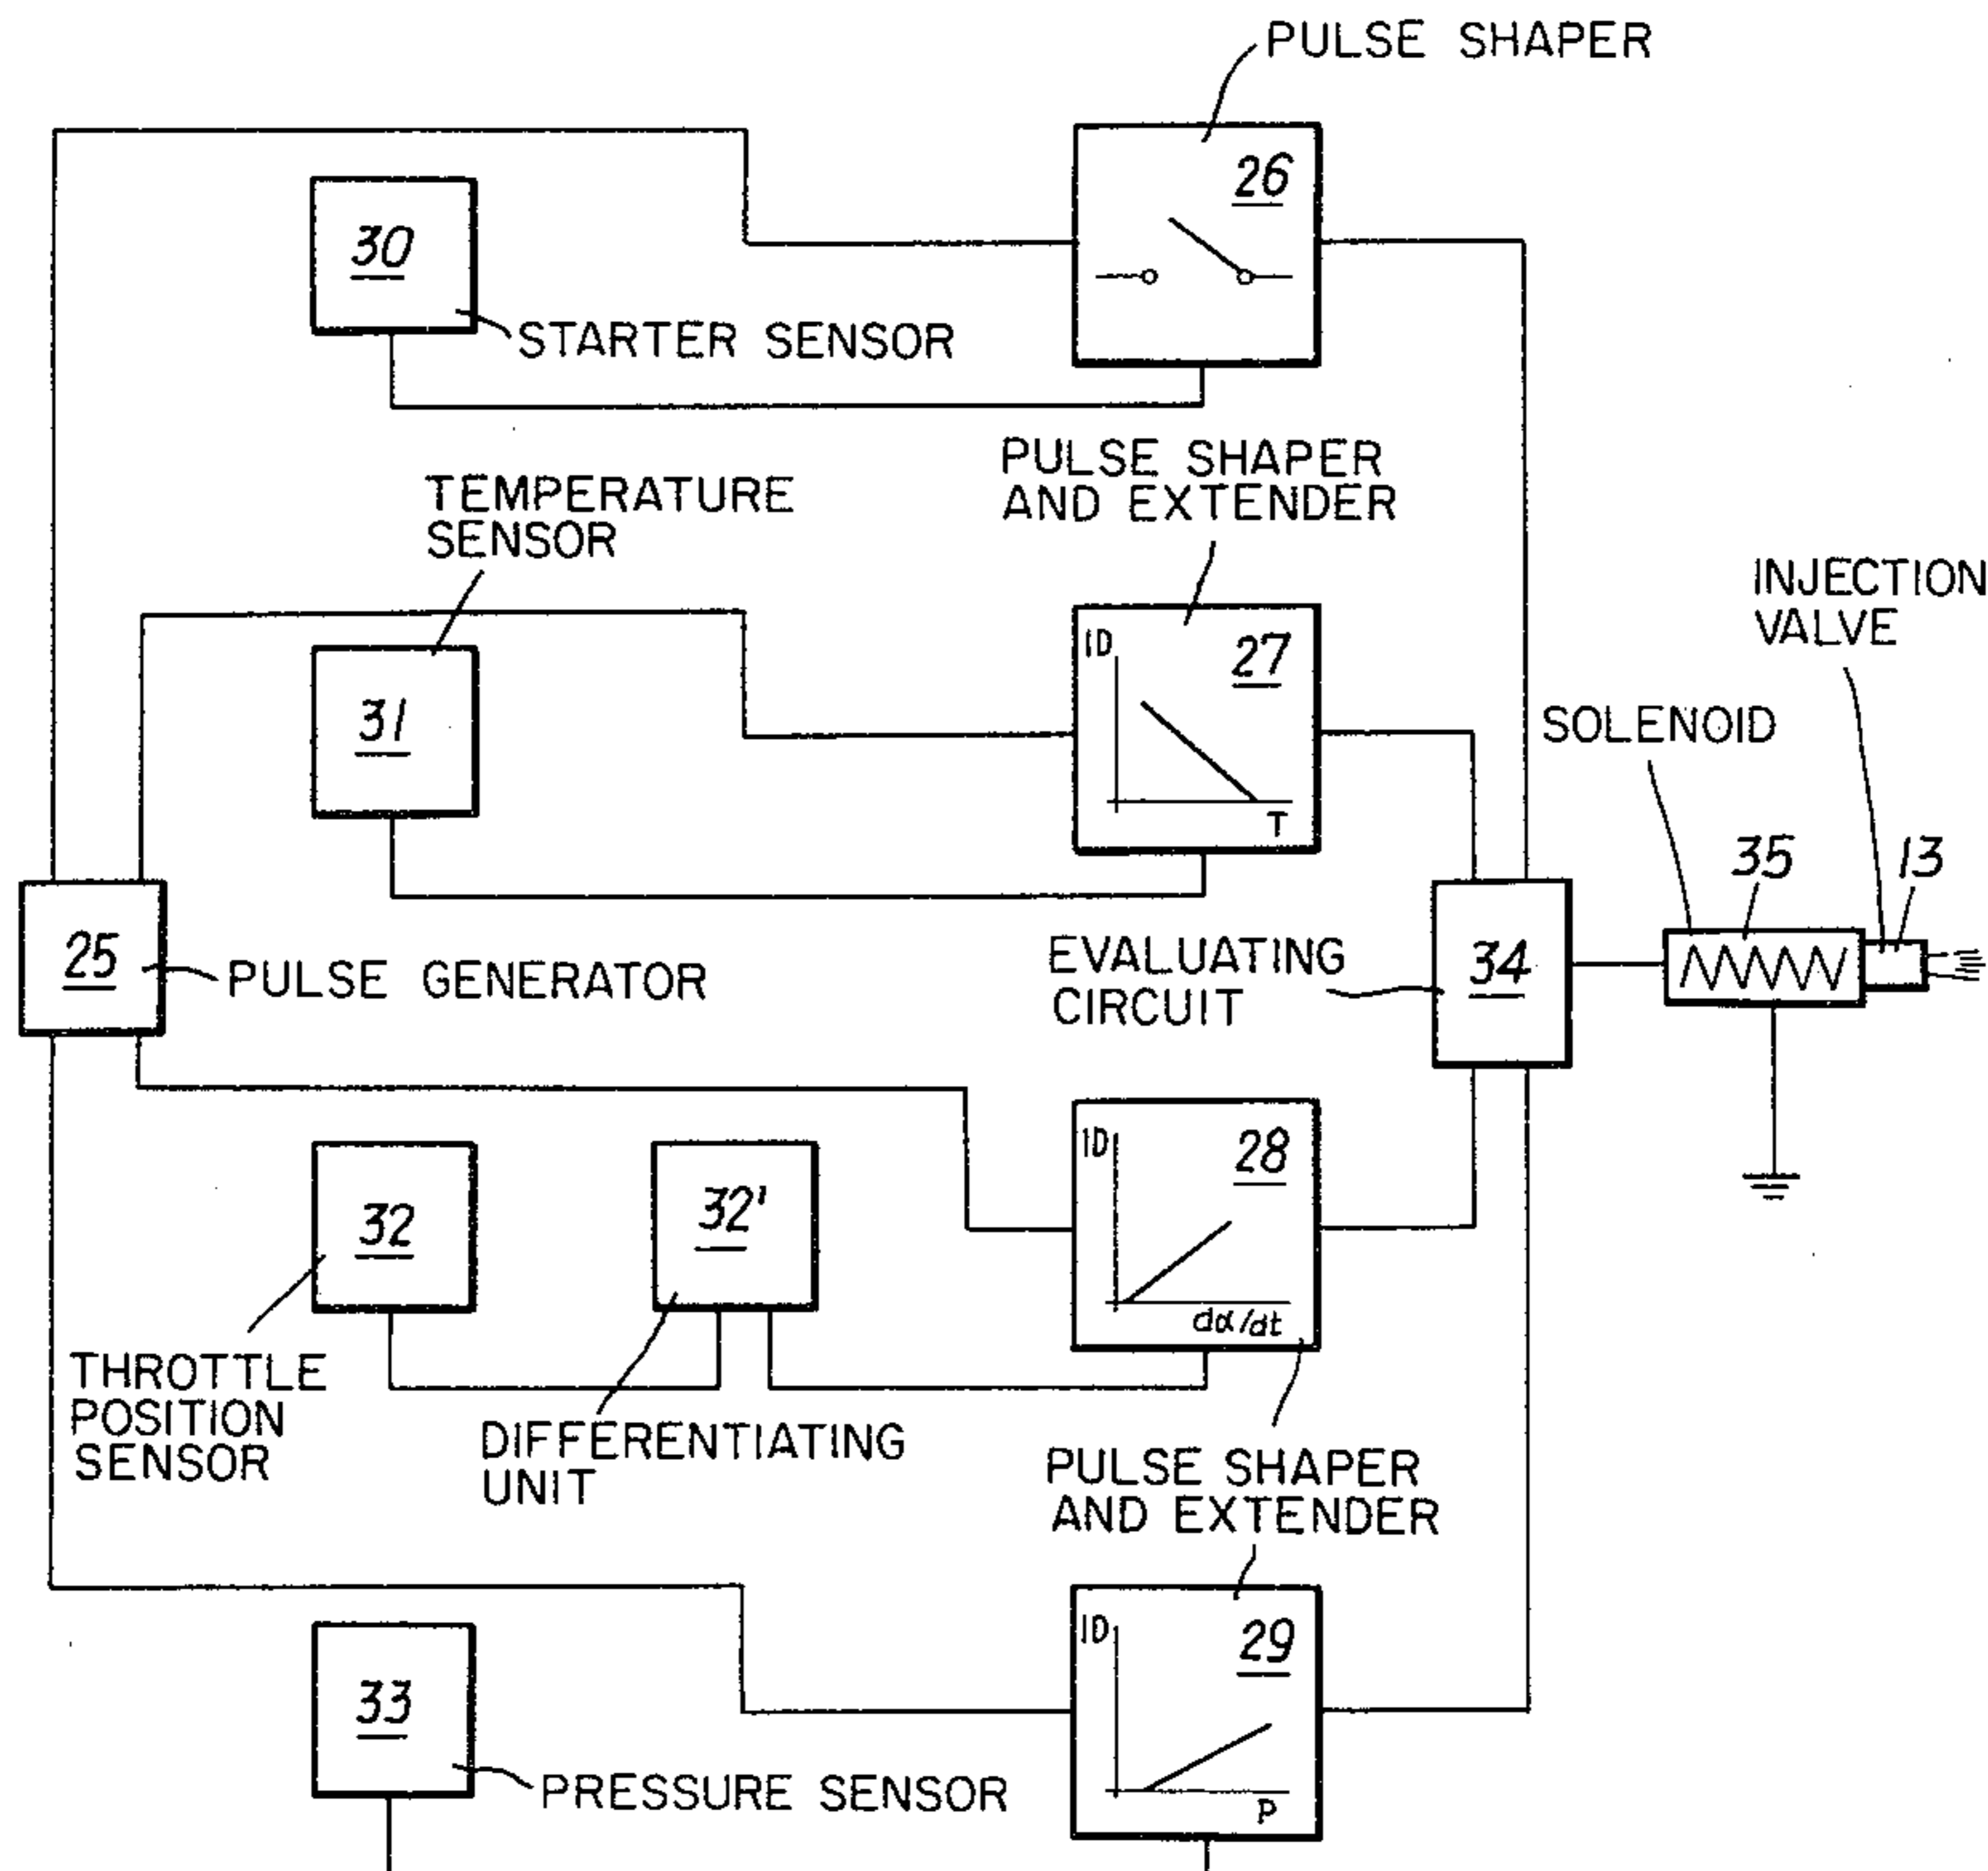 PULSE SHAPER
26
30
STARTER SENSOR
PULSE SHAPER
AND EXTENDER
TEMPERATURE
SENSOR
INJECTION
VALVE
ID
27
31
T
SOLENOID
35
13
25
PULSE GENERATOR
EVALUATING
CIRCUIT
34
ID
28
32
32'
dα/dt
THROTTLE
POSITION
SENSOR
DIFFERENTIATING
UNIT
PULSE SHAPER
AND EXTENDER
ID
29
33
P
PRESSURE SENSOR